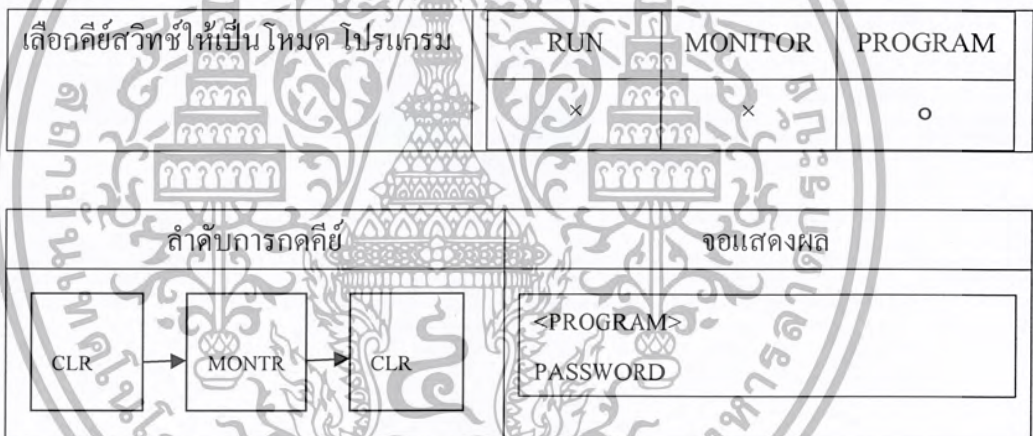 เลือกคีย์สวิทช์ให้เป็นโหมด โปรแกรม
RUN MONITOR PROGRAM
× × o
ลำดับการกดคีย์ จอแสดงผล
CLR MONTR CLR
<PROGRAM>
PASSWORD